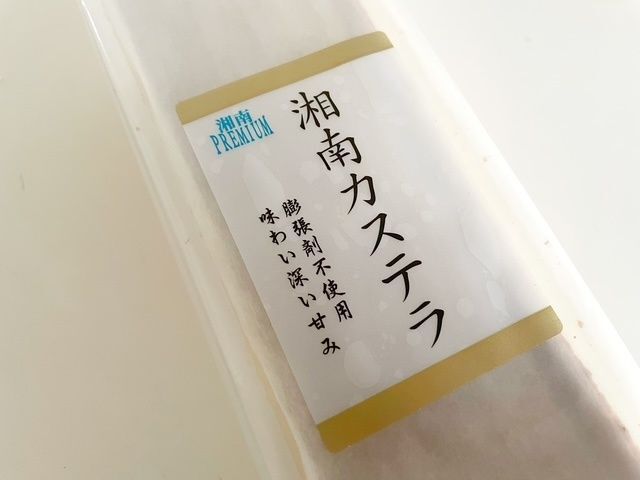 湘南
PREMIUM
湘南カステラ
膨張剤不使用
味わい深い甘み